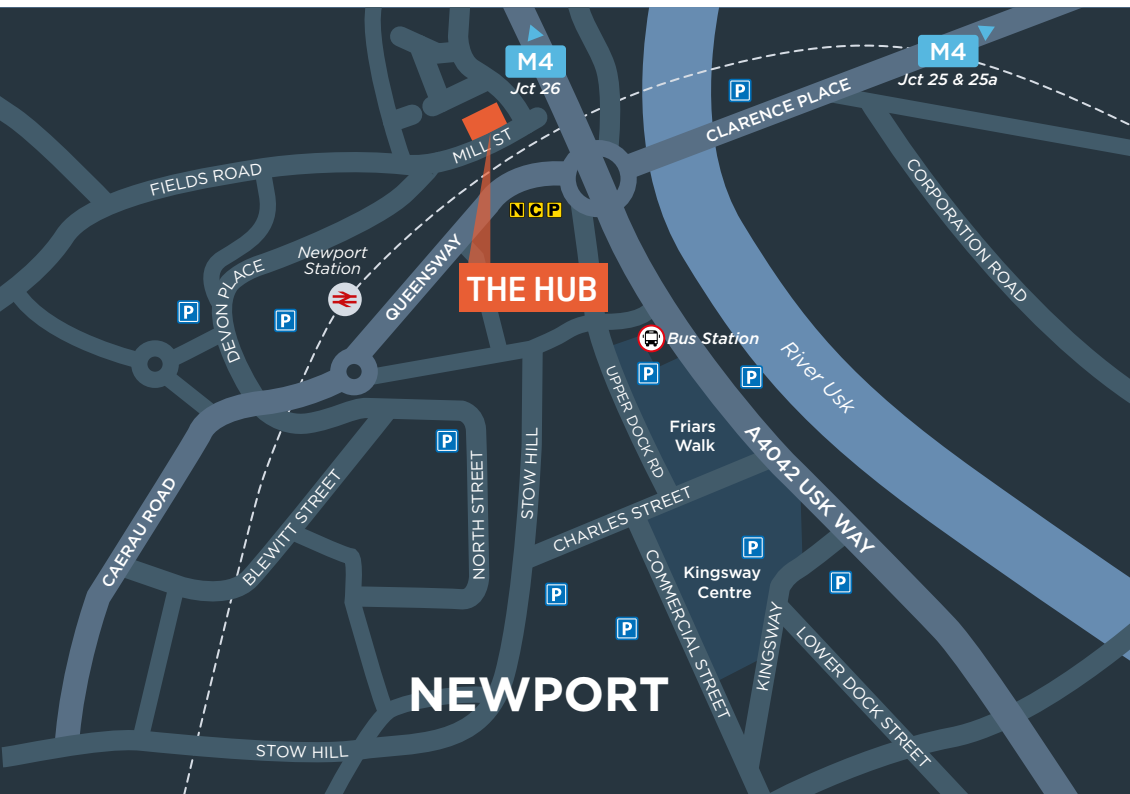 M4
Jct 26
M4
Jct 25 & 25a
P
CLARENCE PLACE
MILL ST
FIELDS ROAD
CORPORATION ROAD
NCP
Newport
Station
QUEENSWAY
THE HUB
DEVON PLACE
P
P
Bus Station
River Usk
P
P
UPPER DOCK RD
Friars
Walk
A4042 USK WAY
P
STOW HILL
NORTH STREET
BLEWITT STREET
CAERAU ROAD
CHARLES STREET
P
Kingsway
Centre
COMMERCIAL STREET
P
P
P
KINGSWAY
LOWER DOCK STREET
NEWPORT
STOW HILL